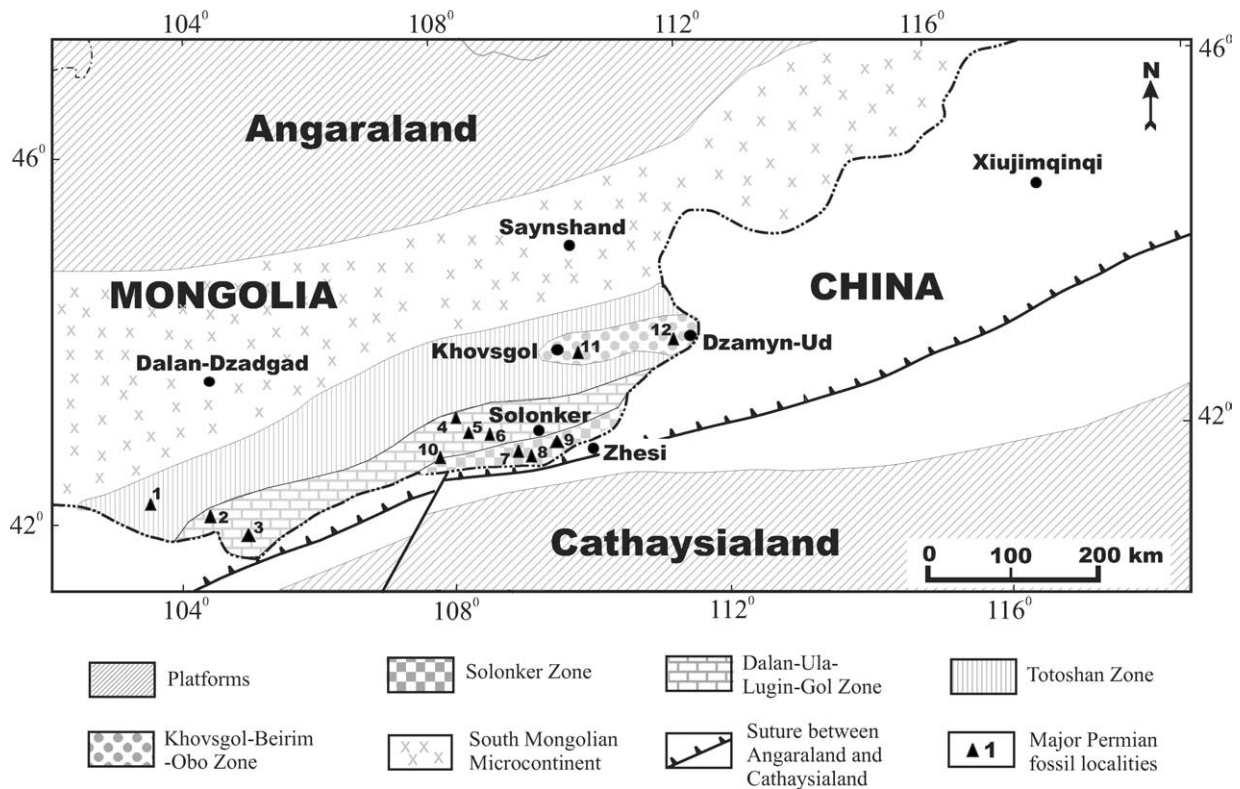 104⁰ 108⁰ 112⁰ 116⁰
46⁰
N
Angaraland
46⁰
Xiujimqinqi
Saynshand
MONGOLIA
CHINA
Dalan-Dzadgad
Khovsgol
11
12
Dzamyn-Ud
42⁰
Solonker
4
5
6
9
Zhesi
10
7
8
1
2
3
42⁰
Cathaysialand
0 100 200 km
104⁰ 108⁰ 112⁰ 116⁰
Platforms
Solonker Zone
Dalan-Ula-
Lugin-Gol Zone
Totoshan Zone
Khovsgol-Beirim
-Obo Zone
South Mongolian
Microcontinent
Suture between
Angaraland and
Cathaysialand
1
Major Permian
fossil localities